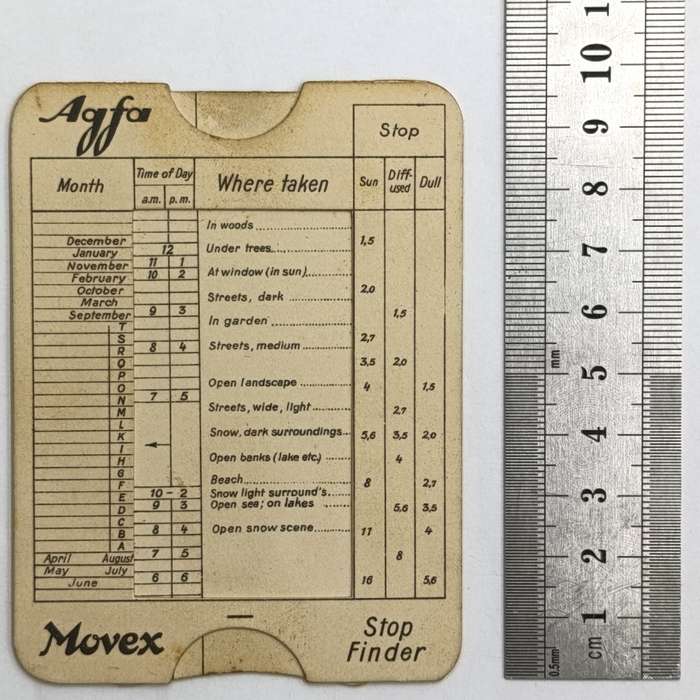 Agfa
Stop
Month
Time of Day
a.m. p.m.
Where taken
Sun
Diff-
used
Dull
December
January
November
February
October
March
September
T
S
R
Q
P
O
N
M
L
K
I
H
G
F
E
D
C
B
A
April August
May July
June
12
11 1
10 2
9 3
8 4
7 5
←
10 - 2
9 3
8 4
7 5
6 6
In woods
Under trees
At window (in sun)
Streets, dark
In garden
Streets, medium
Open landscape
Streets, wide, light
Snow, dark surroundings
Open banks (lake etc.)
Beach
Snow light surround's
Open sea; on lakes
Open snow scene
1,5
2,0
1,5
2,7
3,5 2,0
4 1,5
2,7
5,6 3,5 2,0
4
8 2,7
5,6 3,5
11 4
8
16 5,6
Movex
Stop
Finder
1
10
9
8
7
6
mm
5
4
3
2
1
cm
0.5mm